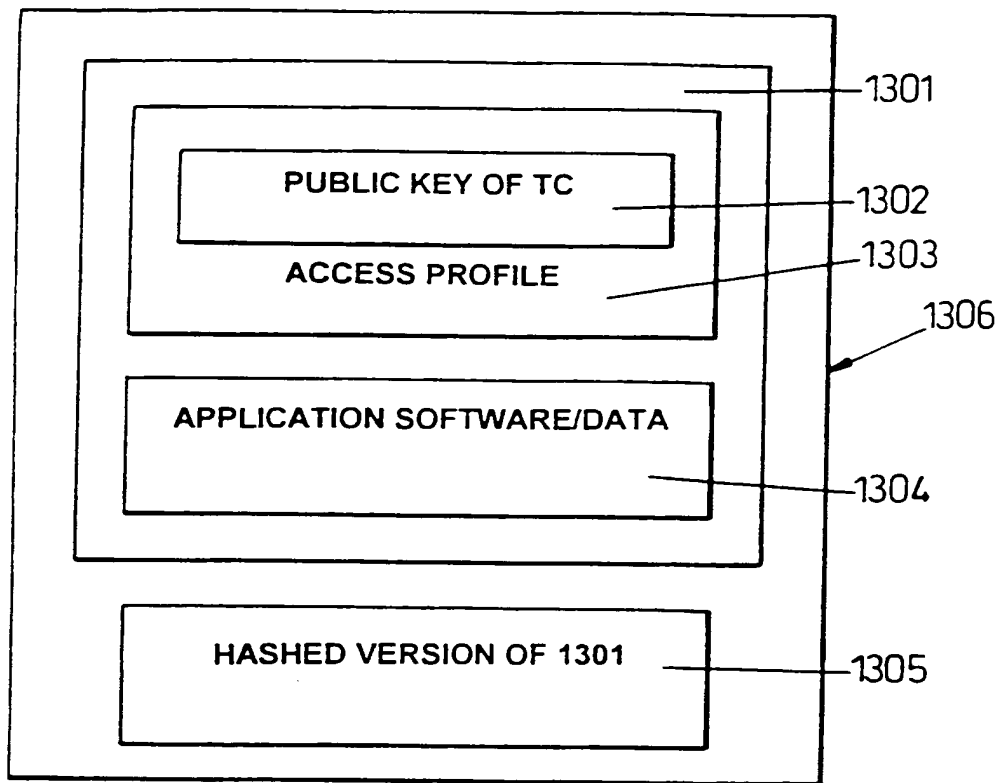 1301
PUBLIC KEY OF TC
1302
ACCESS PROFILE
1303
1306
APPLICATION SOFTWARE/DATA
1304
HASHED VERSION OF 1301
1305